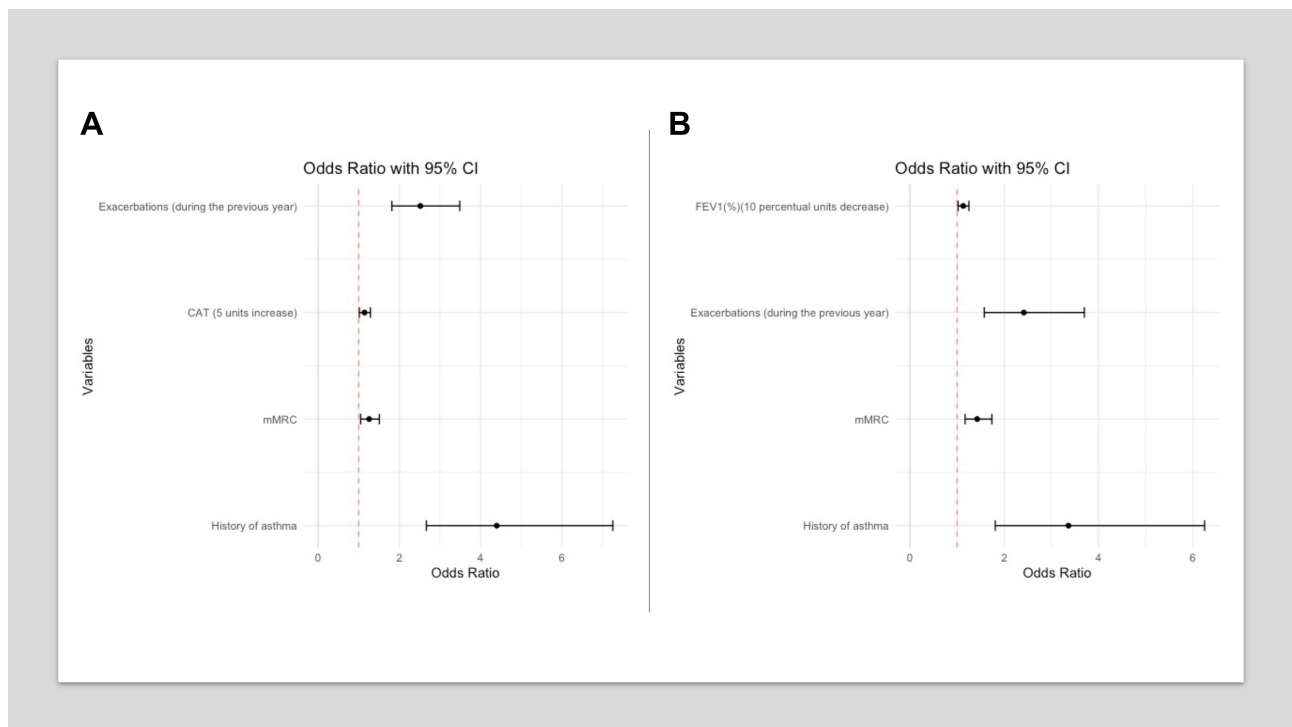 A
Odds Ratio with 95% CI
Exacerbations (during the previous year)
CAT (5 units increase)
mMRC
History of asthma
Variables
0 2 4 6
Odds Ratio
B
Odds Ratio with 95% CI
FEV1(%)(10 percentual units decrease)
Exacerbations (during the previous year)
mMRC
History of asthma
Variables
0 2 4 6
Odds Ratio